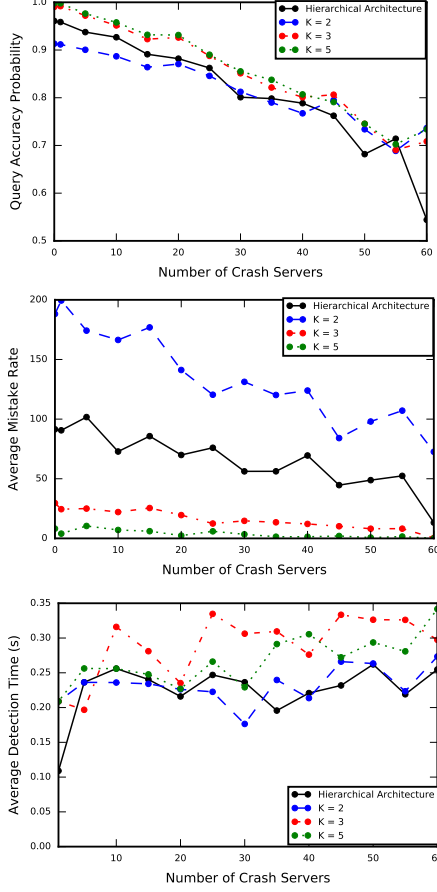 1.0
0.9
0.8
0.7
0.6
0.5
Query Accuracy Probability
Hierarchical Architecture
K = 2
K = 3
K = 5
0 10 20 30 40 50 60
Number of Crash Servers
200
150
100
50
0
Average Mistake Rate
Hierarchical Architecture
K = 2
K = 3
K = 5
0 10 20 30 40 50 60
Number of Crash Servers
0.35
0.30
0.25
0.20
0.15
0.10
0.05
0.00
Average Detection Time (s)
Hierarchical Architecture
K = 2
K = 3
K = 5
10 20 30 40 50 60
Number of Crash Servers